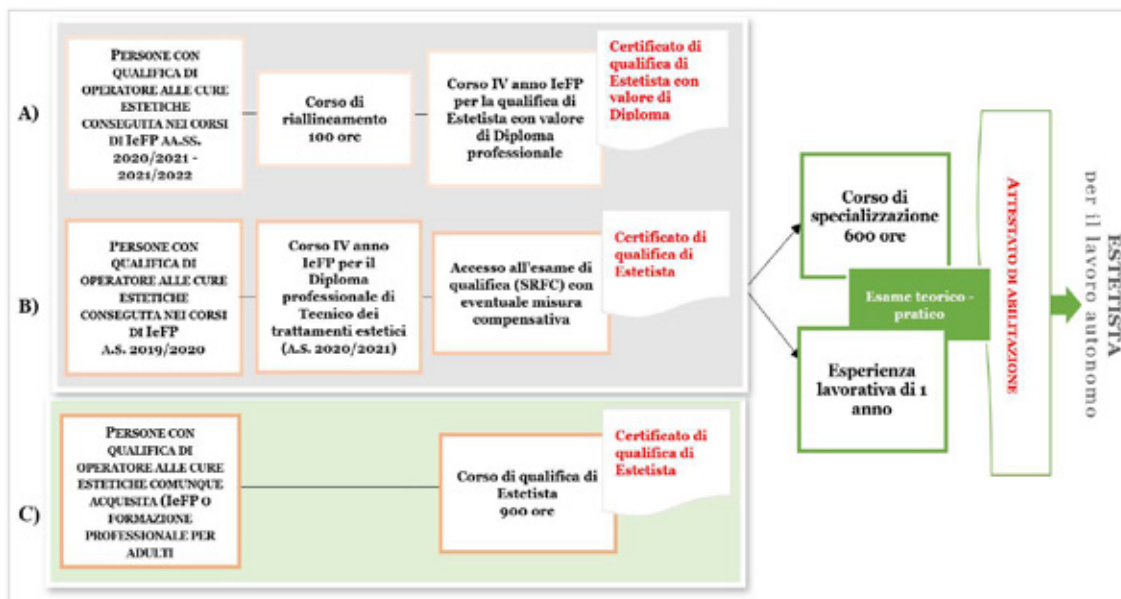 A)
PERSONE CON
QUALIFICA DI
OPERATORE ALLE CURE
ESTETICHE
CONSEGUITA NEI CORSI
DI IeFP AA.SS.
2020/2021 -
2021/2022
Corso di
riallineamento
100 ore
Corso IV anno IeFP
per la qualifica di
Estetista con valore
di Diploma
professionale
Certificato di
qualifica di
Estetista con
valore di
Diploma
B)
PERSONE CON
QUALIFICA DI
OPERATORE ALLE CURE
ESTETICHE
CONSEGUITA NEI CORSI
DI IeFP
A.S. 2019/2020
Corso IV anno
IeFP per il
Diploma
professionale di
Tecnico dei
trattamenti estetici
(A.S. 2020/2021)
Accesso all'esame di
qualifica (SRFC) con
eventuale misura
compensativa
Certificato di
qualifica di
Estetista
C)
PERSONE CON
QUALIFICA DI
OPERATORE ALLE CURE
ESTETICHE COMUNQUE
ACQUISITA (IeFP O
FORMAZIONE
PROFESSIONALE PER
ADULTI
Corso di qualifica di
Estetista
900 ore
Certificato di
qualifica di
Estetista
Corso di
specializzazione
600 ore
Esame teorico -
pratico
Esperienza
lavorativa di 1
anno
ATTESTATO DI ABILITAZIONE
ESTETISTA
per il lavoro autonomo